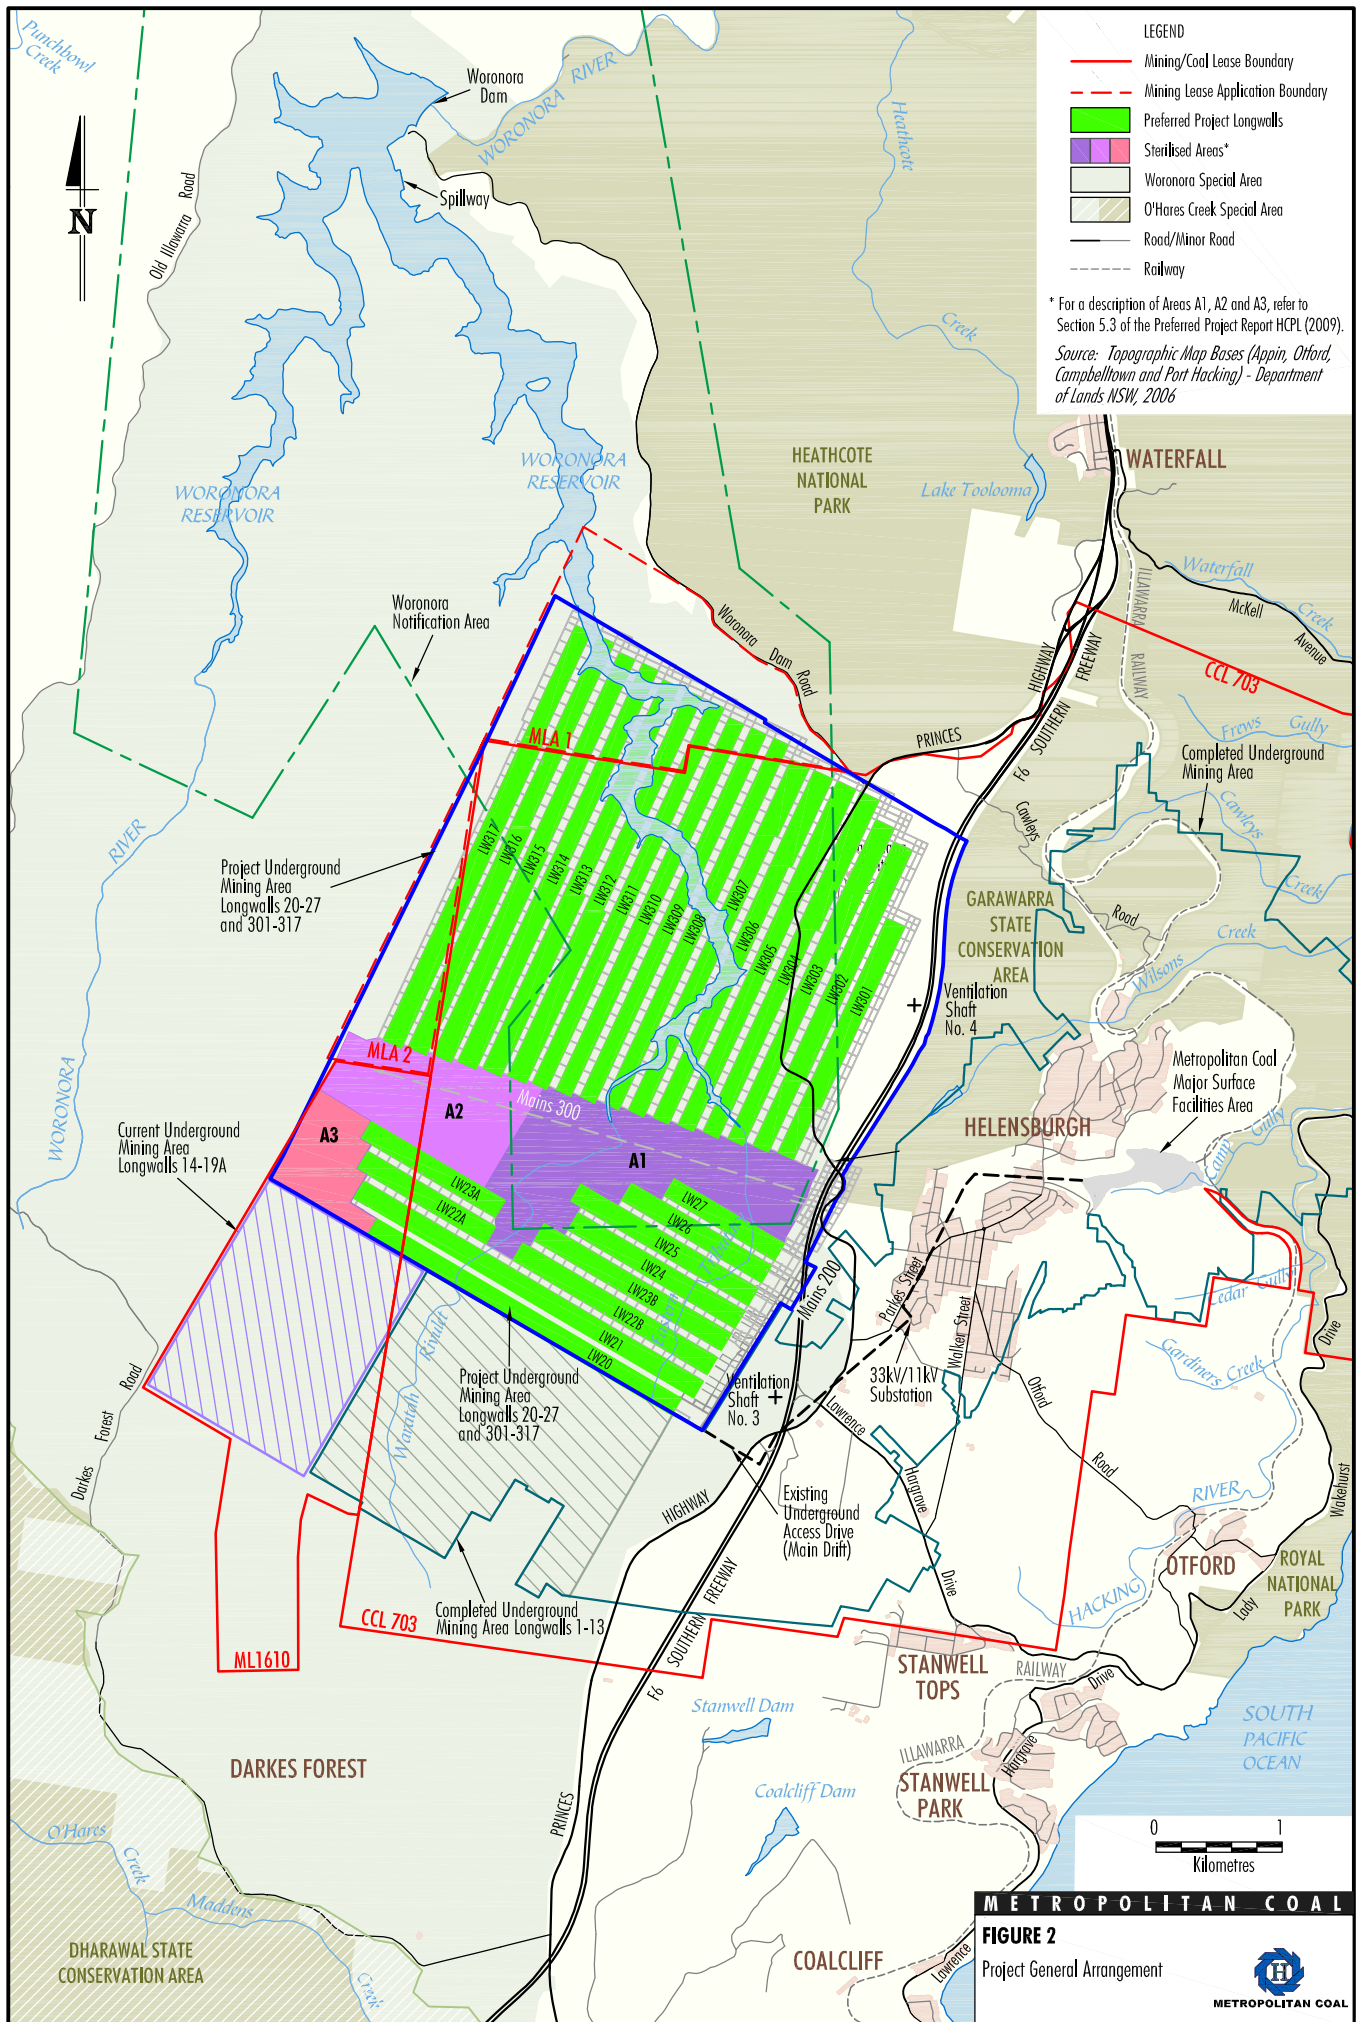 Punchbowl
Creek
Woronora
Dam
WORONORA RIVER
Spillway
Old Illawarra Road
N
Heathcote
Creek
LEGEND
Mining/Coal Lease Boundary
Mining Lease Application Boundary
Preferred Project Longwalls
Sterilised Areas*
Woronora Special Area
O'Hares Creek Special Area
Road/Minor Road
Railway
* For a description of Areas A1, A2 and A3, refer to
Section 5.3 of the Preferred Project Report HCPL (2009).
Source: Topographic Map Bases (Appin, Otford,
Campbelltown and Port Hacking) - Department
of Lands NSW, 2006
WORONORA
RESERVOIR
WORONORA
RESERVOIR
HEATHCOTE
NATIONAL
PARK
Lake Toolooma
WATERFALL
Waterfall
Creek
McKell
Avenue
ILLAWARRA
RAILWAY
Woronora
Notification Area
Woronora Dam Road
HIGHWAY
FREEWAY
SOUTHERN
F6
PRINCES
CCL 703
Frews Gully
Completed Underground
Mining Area
Cawleys
Creek
Cawleys
Road
MLA 1
RIVER
WORONORA
Project Underground
Mining Area
Longwalls 20-27
and 301-317
LW317
LW316
LW315
LW314
LW313
LW312
LW311
LW310
LW309
LW308
LW307
LW306
LW305
LW304
LW303
LW302
LW301
GARAWARRA
STATE
CONSERVATION
AREA
Wilsons
Creek
Ventilation
Shaft
No. 4
Metropolitan Coal
Major Surface
Facilities Area
Camp
Gully
HELENSBURGH
MLA 2
Mains 300
A2
A3
A1
Current Underground
Mining Area
Longwalls 14-19A
LW23A
LW22A
LW27
LW26
LW25
LW24
LW23B
LW22B
LW21
LW20
Mains 200
Parkes Street
Walker Street
Cedar Gully
Gardiners Creek
Drive
Waratah
Rivulet
Project Underground
Mining Area
Longwalls 20-27
and 301-317
Ventilation
Shaft
No. 3
33kV/11kV
Substation
Lawrence
Hargrave
Drive
Otford
Road
Road
Forest
Darkes
HIGHWAY
Existing
Underground
Access Drive
(Main Drift)
RIVER
HACKING
Wakehurst
OTFORD
ROYAL
NATIONAL
PARK
Lady
Completed Underground
Mining Area Longwalls 1-13
CCL 703
ML1610
FREEWAY
SOUTHERN
F6
STANWELL
TOPS
RAILWAY
Drive
Stanwell Dam
ILLAWARRA
Hargrave
STANWELL
PARK
SOUTH
PACIFIC
OCEAN
DARKES FOREST
Coalcliff Dam
PRINCES
O'Hares
Creek
Maddens
Creek
0 1
Kilometres
DHARAWAL STATE
CONSERVATION AREA
COALCLIFF
Lawrence
METROPOLITAN COAL
FIGURE 2
Project General Arrangement
H
METROPOLITAN COAL